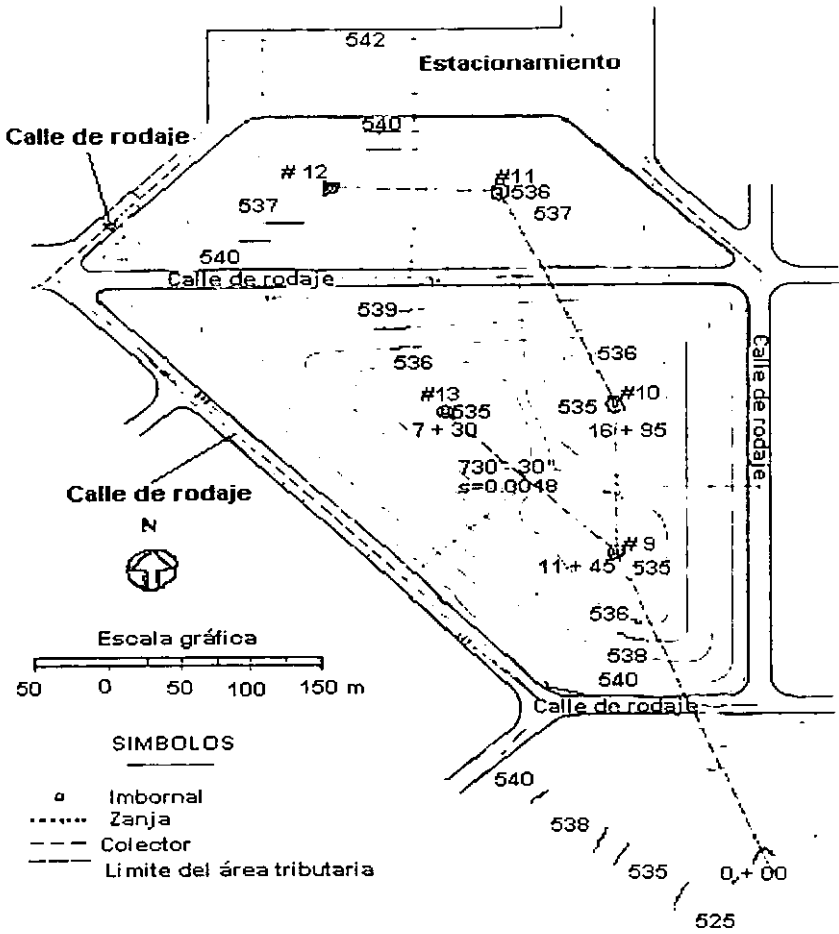 542
Estacionamiento
540
Calle de rodaje
# 12
#11
536
537
537
540
Calle de rodaje
539
536
536
#13
535
#10
535
7 + 30
16 + 95
Calle de rodaje
730 - 30"
s=0.0048
Calle de rodaje
N
# 9
11 + 45
535
536
Escala gráfica
538
540
50 0 50 100 150 m
Calle de rodaje
SIMBOLOS
Imbornal
Zanja
Colector
Limite del área tributaria
540
538
535
0 + 00
525